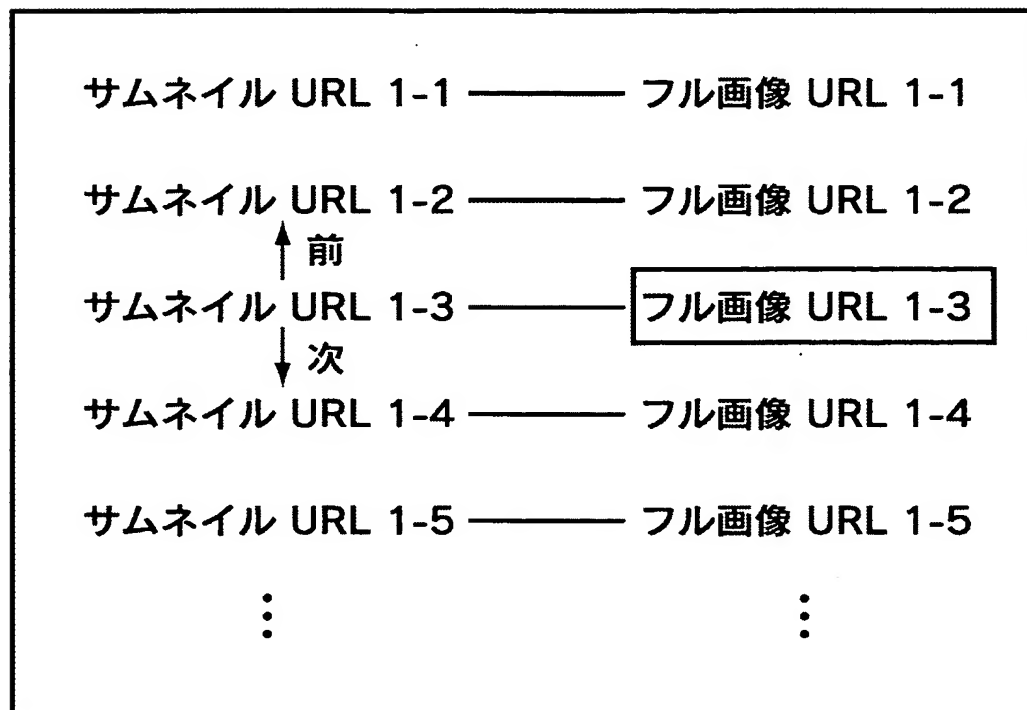 サムネイル URL 1-1 フル画像 URL 1-1
サムネイル URL 1-2 フル画像 URL 1-2
前
サムネイル URL 1-3 フル画像 URL 1-3
次
サムネイル URL 1-4 フル画像 URL 1-4
サムネイル URL 1-5 フル画像 URL 1-5
⋮ ⋮